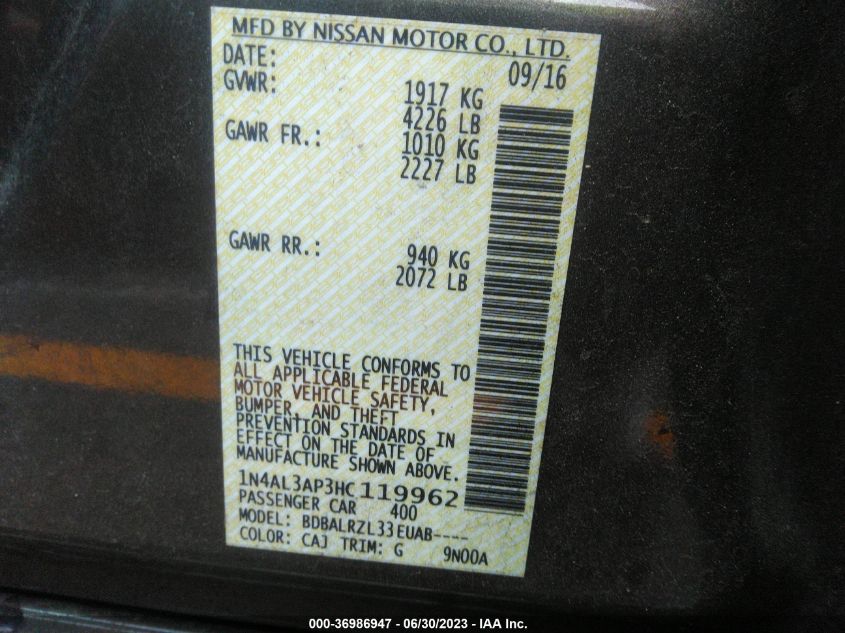 MFD BY NISSAN MOTOR CO., LTD.
DATE: 09/16
GVWR: 1917 KG
4226 LB
GAWR FR.: 1010 KG
2227 LB
GAWR RR.: 940 KG
2072 LB
THIS VEHICLE CONFORMS TO
ALL APPLICABLE FEDERAL
MOTOR VEHICLE SAFETY,
BUMPER, AND THEFT
PREVENTION STANDARDS IN
EFFECT ON THE DATE OF
MANUFACTURE SHOWN ABOVE.
1N4AL3AP3HC119962
PASSENGER CAR 400
MODEL: BDBALRZL33EUAB----
COLOR: CAJ TRIM: G 9N00A
000-36986947 - 06/30/2023 - IAA Inc.